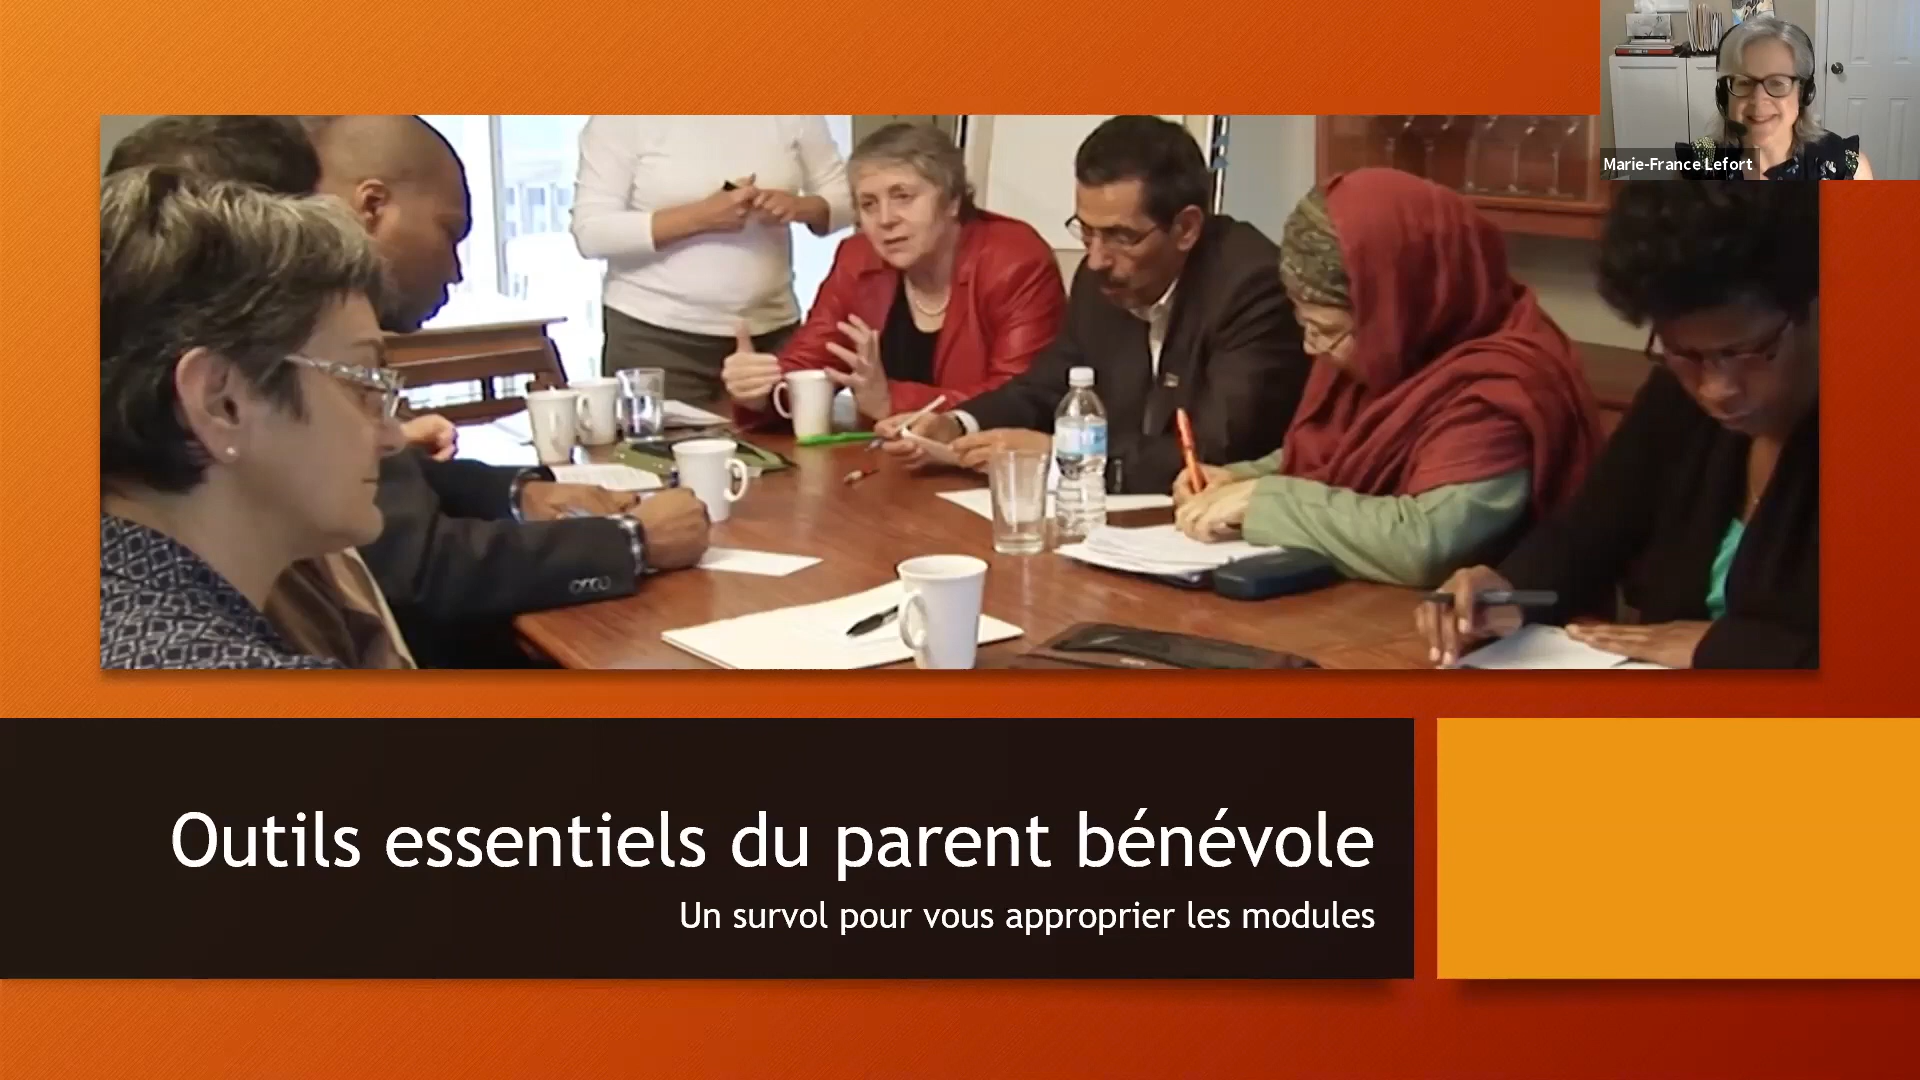 Marie-France Lefort
Outils essentiels du parent bénévole
Un survol pour vous approprier les modules